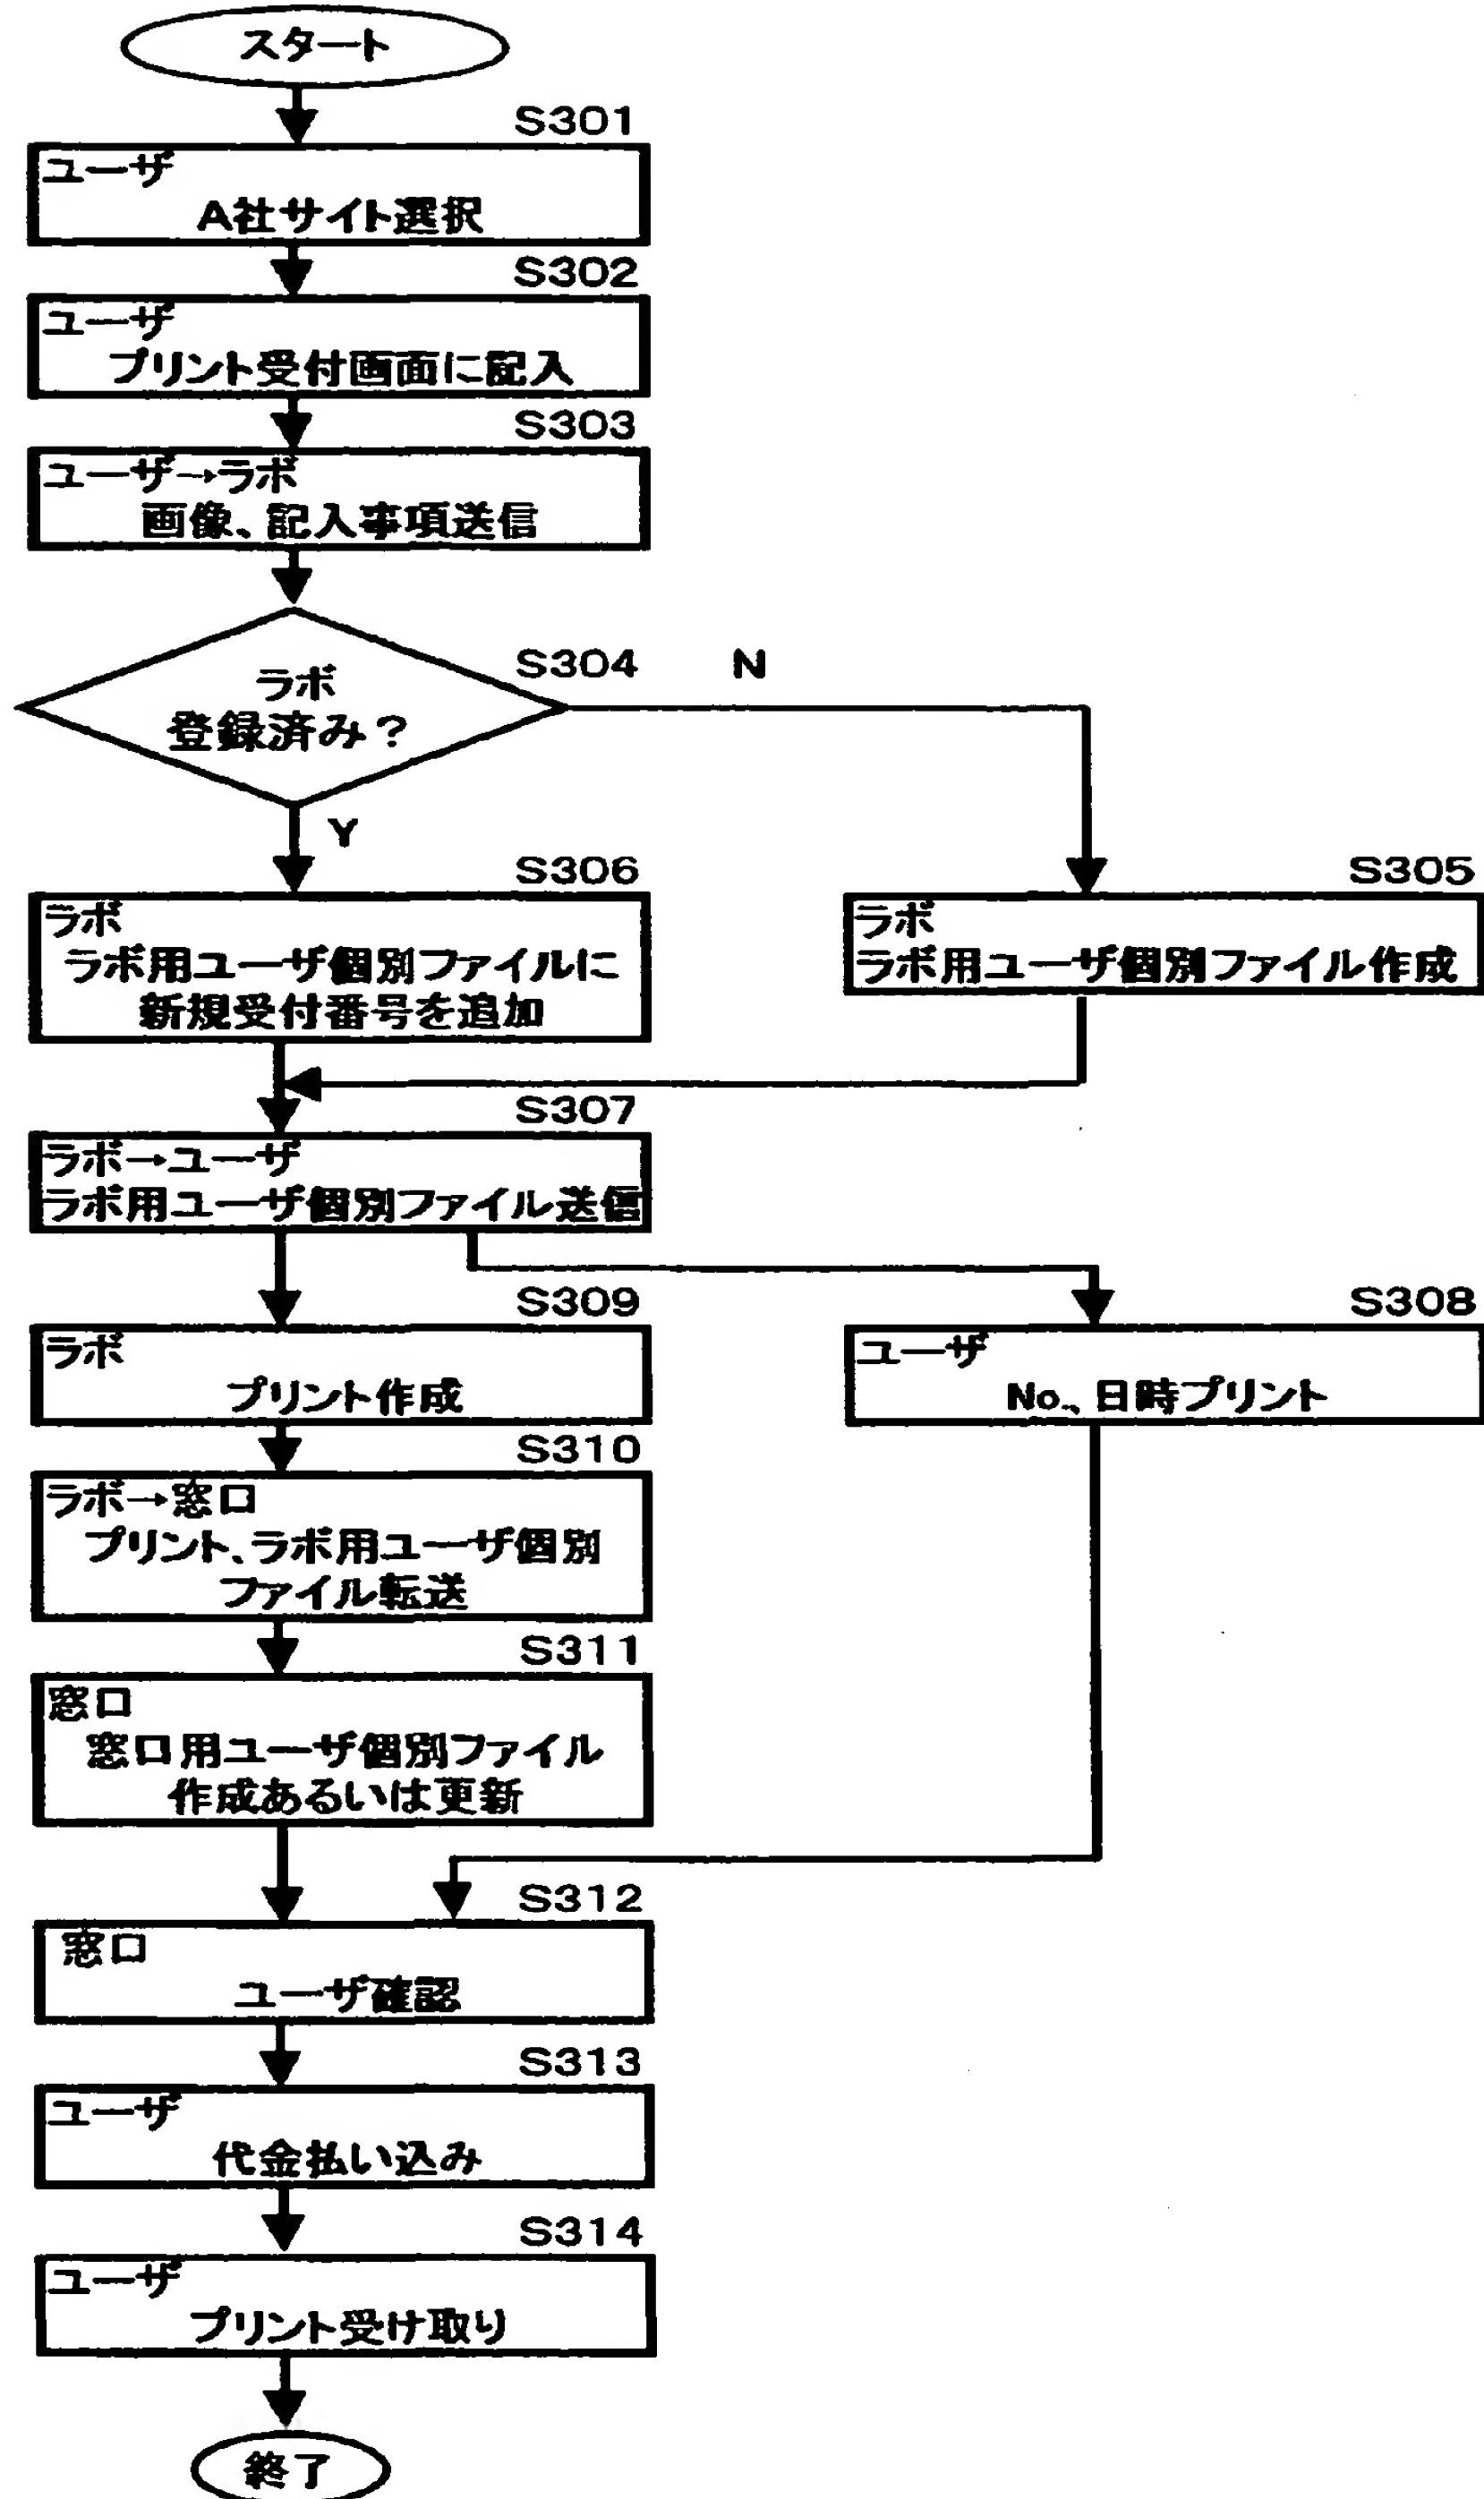 スタート
S301
ユーザ
A社サイト選択
S302
ユーザ
プリント受付画面に記入
S303
ユーザ→ラボ
画像、記入事項送信
S304
N
ラボ
登録済み？
Y
S306
ラボ
ラボ用ユーザ個別ファイルに
新規受付番号を追加
S305
ラボ
ラボ用ユーザ個別ファイル作成
S307
ラボ→ユーザ
ラボ用ユーザ個別ファイル送信
S309
ラボ
プリント作成
S308
ユーザ
No.、日時プリント
S310
ラボ→窓口
プリント、ラボ用ユーザ個別
ファイル転送
S311
窓口
窓口用ユーザ個別ファイル
作成あるいは更新
S312
窓口
ユーザ確認
S313
ユーザ
代金払い込み
S314
ユーザ
プリント受け取り
終了